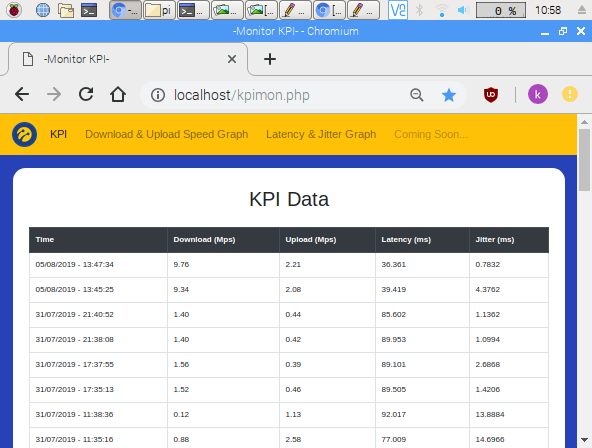 pi
0 %
10:58
-Monitor KPI- - Chromium
-Monitor KPI-
localhost/kpimon.php
k
KPI Download & Upload Speed Graph Latency & Jitter Graph Coming Soon...
KPI Data
Time Download (Mps) Upload (Mps) Latency (ms) Jitter (ms)
05/08/2019 - 13:47:34 9.76 2.21 36.361 0.7832
05/08/2019 - 13:45:25 9.34 2.08 39.419 4.3762
31/07/2019 - 21:40:52 1.40 0.44 85.602 1.1362
31/07/2019 - 21:38:08 1.40 0.42 89.953 1.0994
31/07/2019 - 17:37:55 1.56 0.39 89.101 2.6868
31/07/2019 - 17:35:13 1.52 0.46 89.505 1.4206
31/07/2019 - 11:38:36 0.12 1.13 92.017 13.8884
31/07/2019 - 11:35:16 0.88 2.58 77.009 14.6966